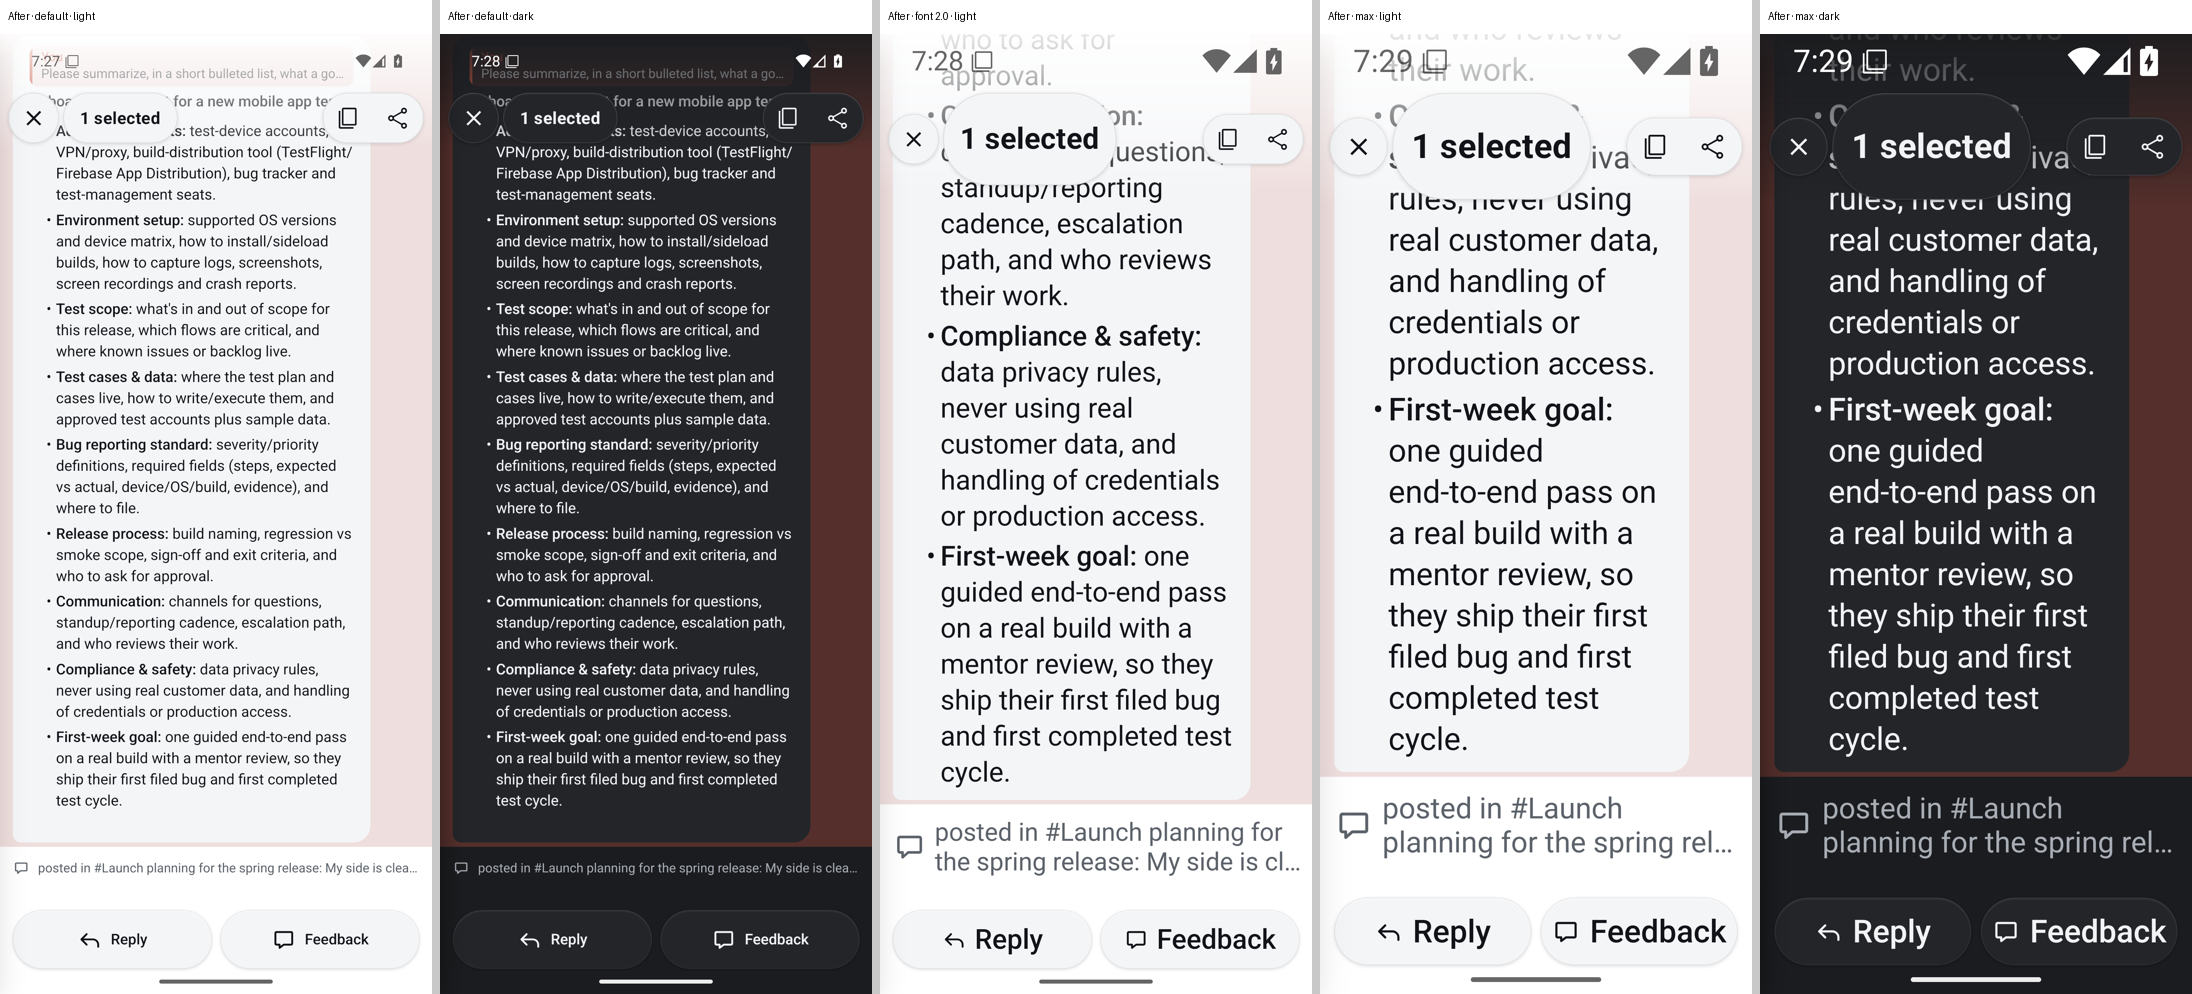 After · default · light
7:27
Please summarize, in a short bulleted list, what a go...
for a new mobile app te
1 selected
ts: test-device accounts,
VPN/proxy, build-distribution tool (TestFlight/
Firebase App Distribution), bug tracker and
test-management seats.
• Environment setup: supported OS versions
and device matrix, how to install/sideload
builds, how to capture logs, screenshots,
screen recordings and crash reports.
• Test scope: what's in and out of scope for
this release, which flows are critical, and
where known issues or backlog live.
• Test cases & data: where the test plan and
cases live, how to write/execute them, and
approved test accounts plus sample data.
• Bug reporting standard: severity/priority
definitions, required fields (steps, expected
vs actual, device/OS/build, evidence), and
where to file.
• Release process: build naming, regression vs
smoke scope, sign-off and exit criteria, and
who to ask for approval.
• Communication: channels for questions,
standup/reporting cadence, escalation path,
and who reviews their work.
• Compliance & safety: data privacy rules,
never using real customer data, and handling
of credentials or production access.
• First-week goal: one guided end-to-end pass
on a real build with a mentor review, so they
ship their first filed bug and first completed
test cycle.
posted in #Launch planning for the spring release: My side is clea...
Reply
Feedback
After · default · dark
7:28
Please summarize, in a short bulleted list, what a go...
for a new mobile app te
1 selected
ts: test-device accounts,
VPN/proxy, build-distribution tool (TestFlight/
Firebase App Distribution), bug tracker and
test-management seats.
• Environment setup: supported OS versions
and device matrix, how to install/sideload
builds, how to capture logs, screenshots,
screen recordings and crash reports.
• Test scope: what's in and out of scope for
this release, which flows are critical, and
where known issues or backlog live.
• Test cases & data: where the test plan and
cases live, how to write/execute them, and
approved test accounts plus sample data.
• Bug reporting standard: severity/priority
definitions, required fields (steps, expected
vs actual, device/OS/build, evidence), and
where to file.
• Release process: build naming, regression vs
smoke scope, sign-off and exit criteria, and
who to ask for approval.
• Communication: channels for questions,
standup/reporting cadence, escalation path,
and who reviews their work.
• Compliance & safety: data privacy rules,
never using real customer data, and handling
of credentials or production access.
• First-week goal: one guided end-to-end pass
on a real build with a mentor review, so they
ship their first filed bug and first completed
test cycle.
posted in #Launch planning for the spring release: My side is clea...
Reply
Feedback
After · font 2.0 · light
who to ask for
7:28
approval.
on:
1 selected
questions,
standup/reporting
cadence, escalation
path, and who reviews
their work.
• Compliance & safety:
data privacy rules,
never using real
customer data, and
handling of credentials
or production access.
• First-week goal: one
guided end-to-end pass
on a real build with a
mentor review, so they
ship their first filed bug
and first completed test
cycle.
posted in #Launch planning for
the spring release: My side is cl...
Reply
Feedback
After · max · light
and who reviews
7:29
their work.
1 selected
rules, never using
real customer data,
and handling of
credentials or
production access.
• First-week goal:
one guided
end-to-end pass on
a real build with a
mentor review, so
they ship their first
filed bug and first
completed test
cycle.
posted in #Launch
planning for the spring rel...
Reply
Feedback
After · max · dark
and who reviews
7:29
their work.
1 selected
rules, never using
real customer data,
and handling of
credentials or
production access.
• First-week goal:
one guided
end-to-end pass on
a real build with a
mentor review, so
they ship their first
filed bug and first
completed test
cycle.
posted in #Launch
planning for the spring rel...
Reply
Feedback